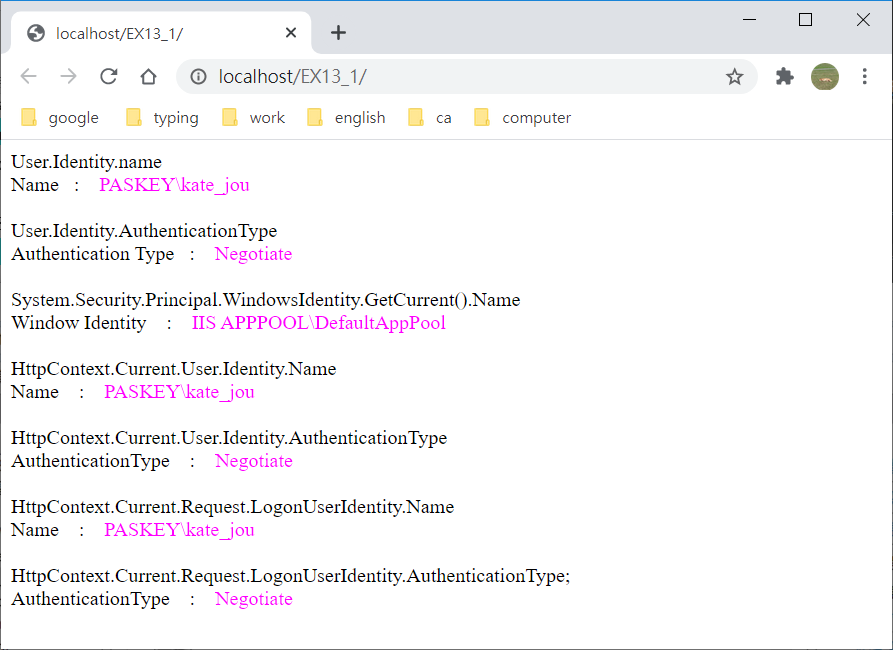 localhost/EX13_1/
localhost/EX13_1/
google typing work english ca computer
User.Identity.name
Name : PASKEY\kate_jou
User.Identity.AuthenticationType
Authentication Type : Negotiate
System.Security.Principal.WindowsIdentity.GetCurrent().Name
Window Identity : IIS APPPOOL\DefaultAppPool
HttpContext.Current.User.Identity.Name
Name : PASKEY\kate_jou
HttpContext.Current.User.Identity.AuthenticationType
AuthenticationType : Negotiate
HttpContext.Current.Request.LogonUserIdentity.Name
Name : PASKEY\kate_jou
HttpContext.Current.Request.LogonUserIdentity.AuthenticationType;
AuthenticationType : Negotiate